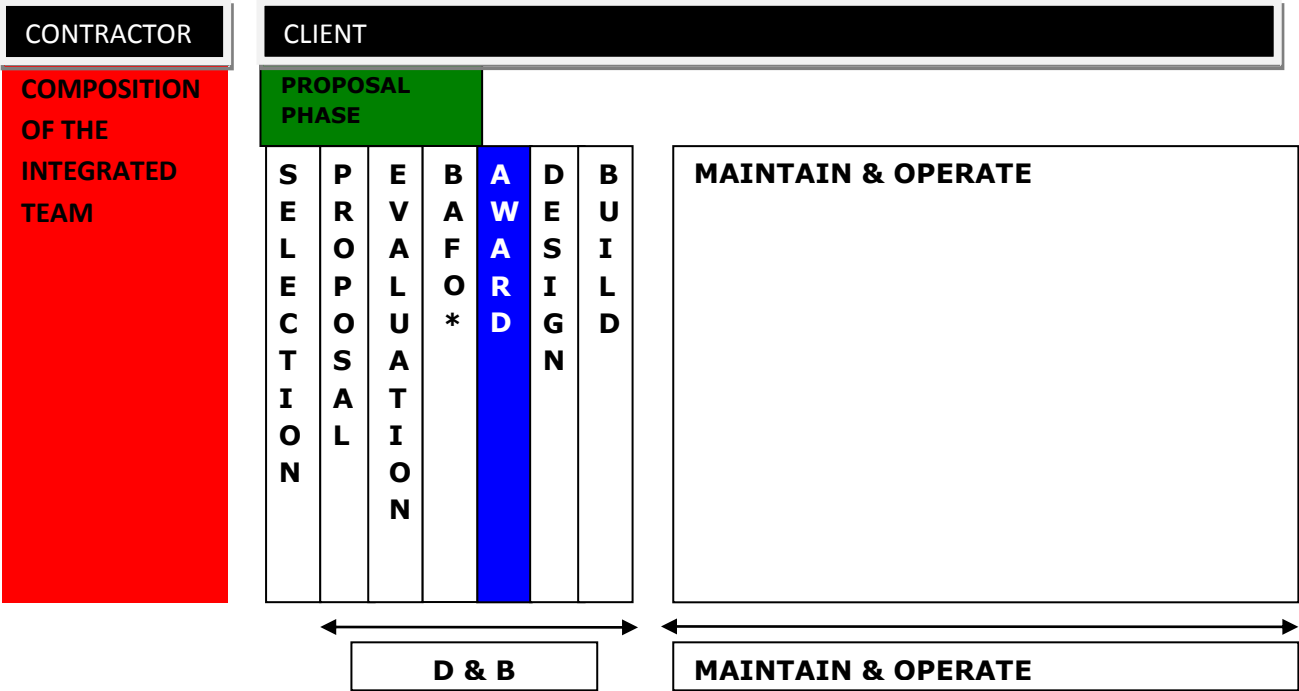 CONTRACTOR
CLIENT
COMPOSITION
OF THE
INTEGRATED
TEAM
PROPOSAL
PHASE
SELECTION
PROPOSAL
EVALUATION
BAFO*
AWARD
DESIGN
BUILD
MAINTAIN & OPERATE
D & B
MAINTAIN & OPERATE